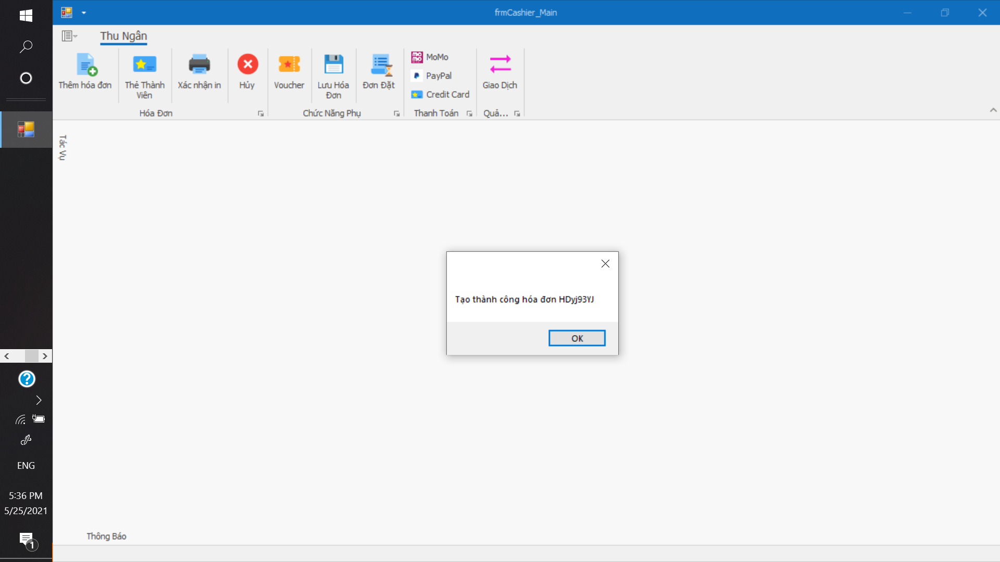 frmCashier_Main
Thu Ngân
Thêm hóa đơn
Thẻ Thành
Viên
Xác nhận in
Hủy
Hóa Đơn
Voucher
Lưu Hóa
Đơn
Đơn Đặt
Chức Năng Phụ
MoMo
PayPal
Credit Card
Thanh Toán
Giao Dịch
Quả...
Tác Vụ
Tạo thành công hóa đơn HDyj93YJ
OK
Thông Báo
ENG
5:36 PM
5/25/2021
1